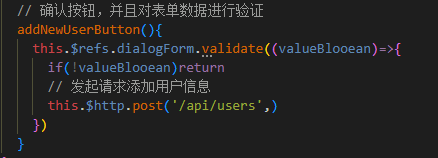 // 确认按钮，并且对表单数据进行验证
addNewUserButton(){
this.$refs.dialogForm.validate((valueBlooean)=>{
if(!valueBlooean)return
// 发起请求添加用户信息
this.$http.post('/api/users',)
})
}